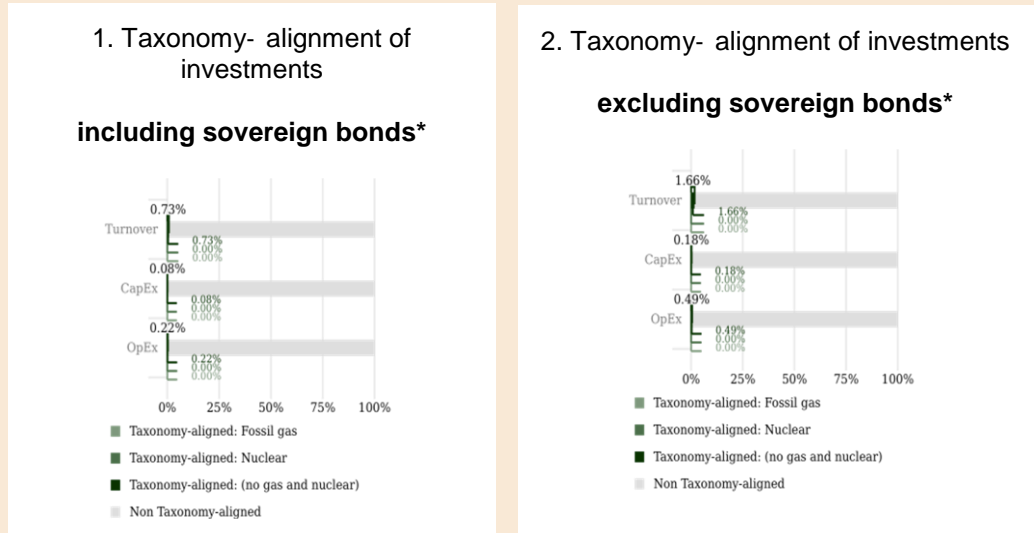 1. Taxonomy- alignment of
investments
including sovereign bonds*
0.73%
Turnover
0.73%
0.00%
0.00%
0.08%
CapEx
0.08%
0.00%
0.00%
0.22%
OpEx
0.22%
0.00%
0.00%
0% 25% 50% 75% 100%
Taxonomy-aligned: Fossil gas
Taxonomy-aligned: Nuclear
Taxonomy-aligned: (no gas and nuclear)
Non Taxonomy-aligned
2. Taxonomy- alignment of investments
excluding sovereign bonds*
1.66%
Turnover
1.66%
0.00%
0.00%
0.18%
CapEx
0.18%
0.00%
0.00%
0.49%
OpEx
0.49%
0.00%
0.00%
0% 25% 50% 75% 100%
Taxonomy-aligned: Fossil gas
Taxonomy-aligned: Nuclear
Taxonomy-aligned: (no gas and nuclear)
Non Taxonomy-aligned